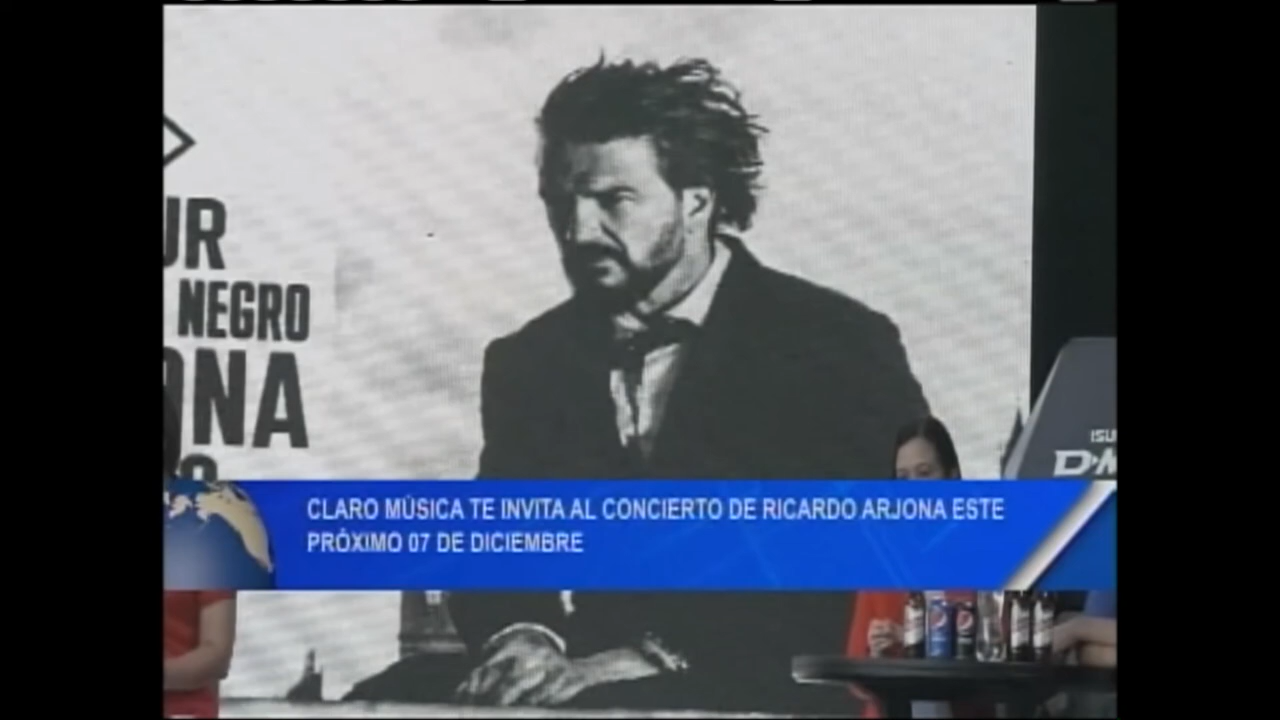 UR
NEGRO
ONA
ISU
D-M
CLARO MÚSICA TE INVITA AL CONCIERTO DE RICARDO ARJONA ESTE
PRÓXIMO 07 DE DICIEMBRE